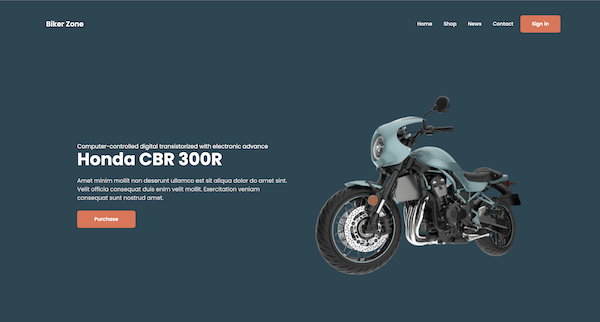 Biker Zone
Home Shop News Contact Sign in
Computer-controlled digital transistorized with electronic advance
Honda CBR 300R
Amet minim mollit non deserunt ullamco est sit aliqua dolor do amet sint.
Velit officia consequat duis enim velit mollit. Exercitation veniam
consequat sunt nostrud amet.
Purchase